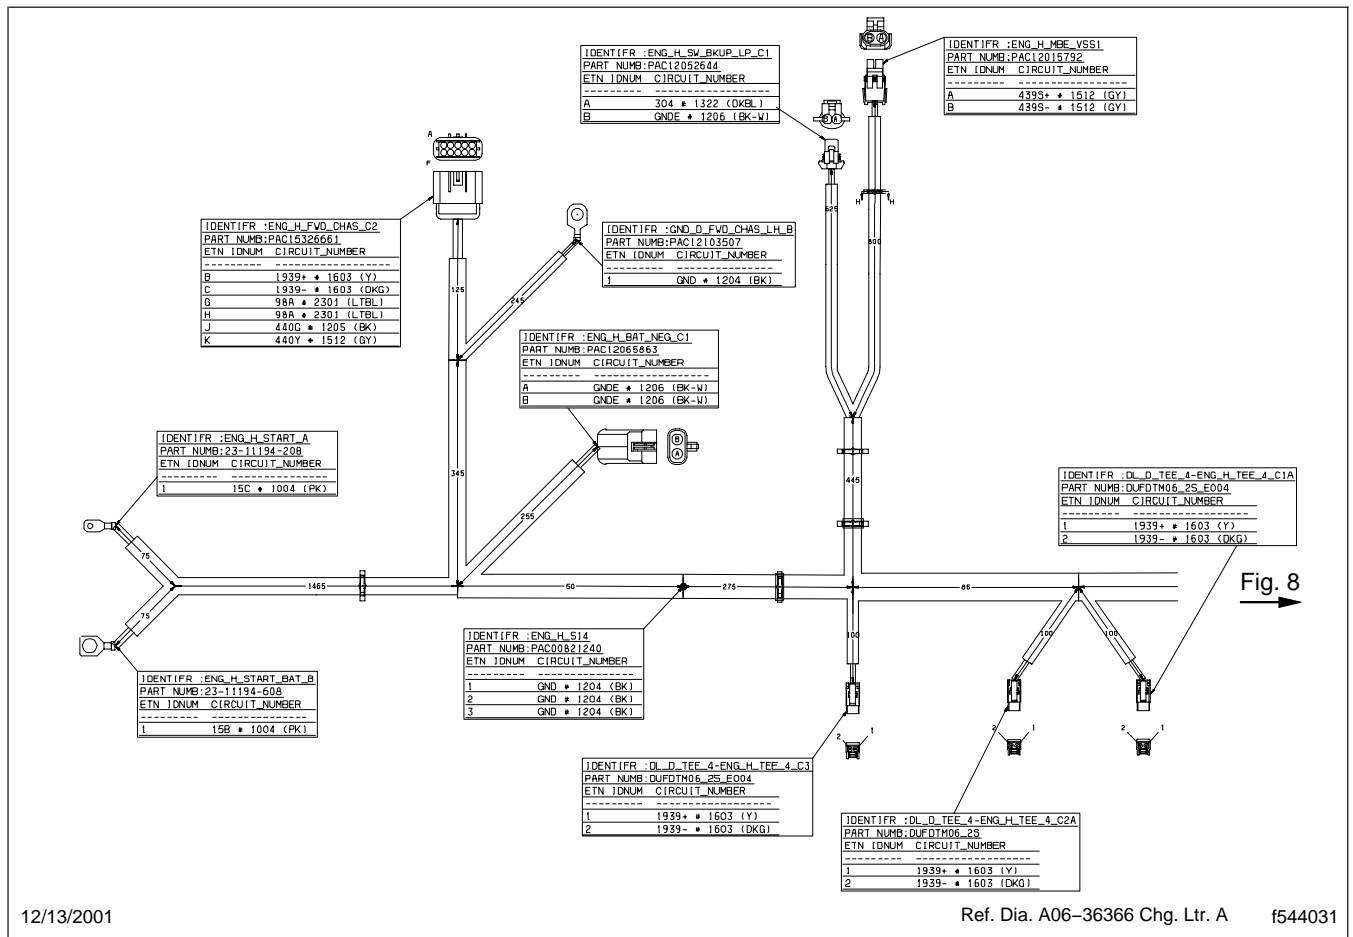 IDENTIFR :ENG_H_SW_BKUP_LP_C1
PART NUMB:PAC12052644
ETN IDNUM CIRCUIT_NUMBER
--------- --------------------
A 304 * 1322 (DKBL)
B GNDE * 1206 (BK-W)
B A
IDENTIFR :ENG_H_MBE_VSS1
PART NUMB:PAC12015792
ETN IDNUM CIRCUIT_NUMBER
--------- --------------------
A 439S+ * 1512 (GY)
B 439S- * 1512 (GY)
B A
A
F
H H
625
800
IDENTIFR :ENG_H_FWD_CHAS_C2
PART NUMB:PAC15326661
ETN IDNUM CIRCUIT_NUMBER
--------- --------------------
B 1939+ * 1603 (Y)
C 1939- * 1603 (DKG)
G 98A * 2301 (LTBL)
H 98A * 2301 (LTBL)
J 440G * 1205 (BK)
K 440Y * 1512 (GY)
IDENTIFR :GND_D_FWD_CHAS_LH_B
PART NUMB:PAC12103507
ETN IDNUM CIRCUIT_NUMBER
--------- --------------------
1 GND * 1204 (BK)
125
245
IDENTIFR :ENG_H_BAT_NEG_C1
PART NUMB:PAC12065863
ETN IDNUM CIRCUIT_NUMBER
--------- --------------------
A GNDE * 1206 (BK-W)
B GNDE * 1206 (BK-W)
B
A
IDENTIFR :ENG_H_START_A
PART NUMB:23-11194-208
ETN IDNUM CIRCUIT_NUMBER
--------- --------------------
1 15C * 1004 (PK)
345
255
445
IDENTIFR :DL_D_TEE_4-ENG_H_TEE_4_C1A
PART NUMB:DUFDTM06_2S_E004
ETN IDNUM CIRCUIT_NUMBER
--------- --------------------
1 1939+ * 1603 (Y)
2 1939- * 1603 (DKG)
75
75
1465
50
275
86
Fig. 8
100
100
100
IDENTIFR :ENG_H_S14
PART NUMB:PAC00821240
ETN IDNUM CIRCUIT_NUMBER
--------- --------------------
1 GND * 1204 (BK)
2 GND * 1204 (BK)
3 GND * 1204 (BK)
IDENTIFR :ENG_H_START_BAT_B
PART NUMB:23-11194-608
ETN IDNUM CIRCUIT_NUMBER
--------- --------------------
1 15B * 1004 (PK)
2 1
2 1
2 1
IDENTIFR :DL_D_TEE_4-ENG_H_TEE_4_C3
PART NUMB:DUFDTM06_2S_E004
ETN IDNUM CIRCUIT_NUMBER
--------- --------------------
1 1939+ * 1603 (Y)
2 1939- * 1603 (DKG)
IDENTIFR :DL_D_TEE_4-ENG_H_TEE_4_C2A
PART NUMB:DUFDTM06_2S
ETN IDNUM CIRCUIT_NUMBER
--------- --------------------
1 1939+ * 1603 (Y)
2 1939- * 1603 (DKG)
12/13/2001
Ref. Dia. A06–36366 Chg. Ltr. A
f544031